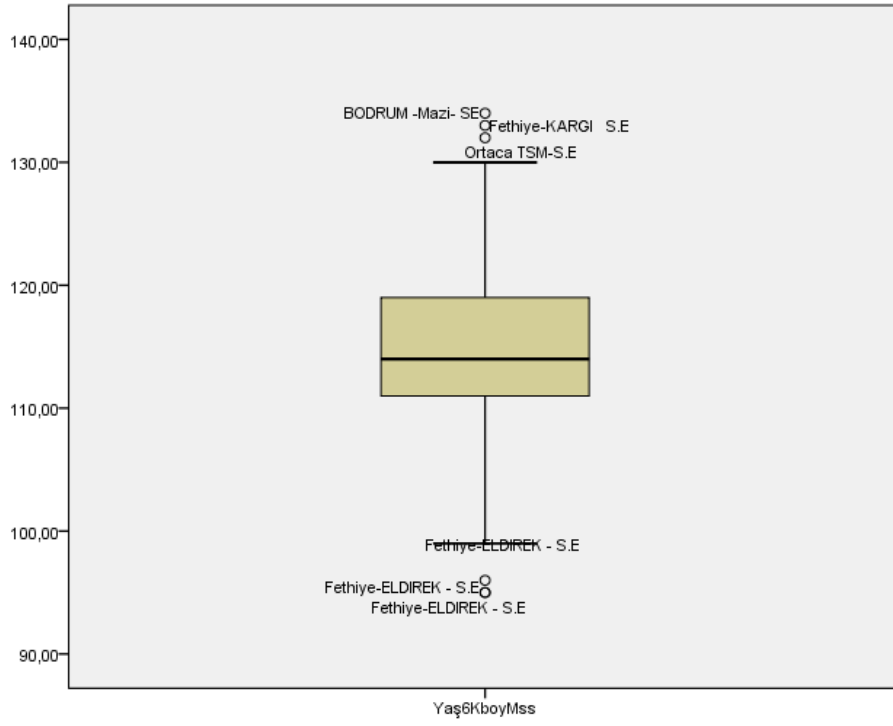 140,00
BODRUM -Mazi- SE
Fethiye-KARGI S.E
Ortaca TSM-S.E
130,00
120,00
110,00
100,00
Fethiye-ELDIREK - S.E
Fethiye-ELDIREK - S.E
Fethiye-ELDIREK - S.E
90,00
Yaş6KboyMss